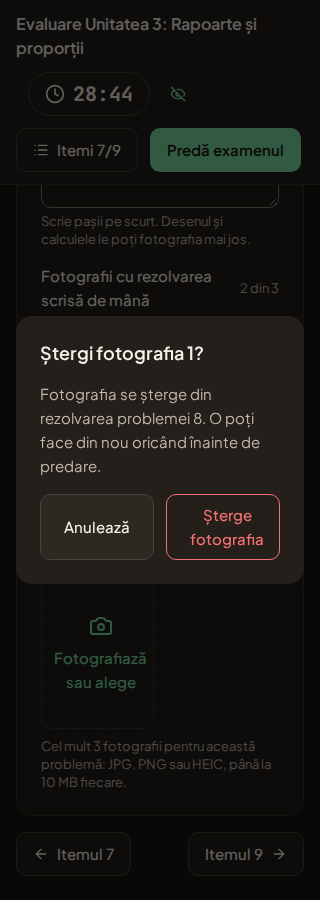 Evaluare Unitatea 3: Rapoarte și
proporții
28:44
Itemi 7/9
Predă examenul
Scrie pașii pe scurt. Desenul și
calculele le poți fotografia mai jos.
Fotografii cu rezolvarea
scrisă de mână
2 din 3
Ștergi fotografia 1?
Fotografia se șterge din
rezolvarea problemei 8. O poți
face din nou oricând înainte de
predare.
Anulează
Șterge
fotografia
Fotografiază
sau alege
Cel mult 3 fotografii pentru această
problemă: JPG, PNG sau HEIC, până la
10 MB fiecare.
Itemul 7
Itemul 9